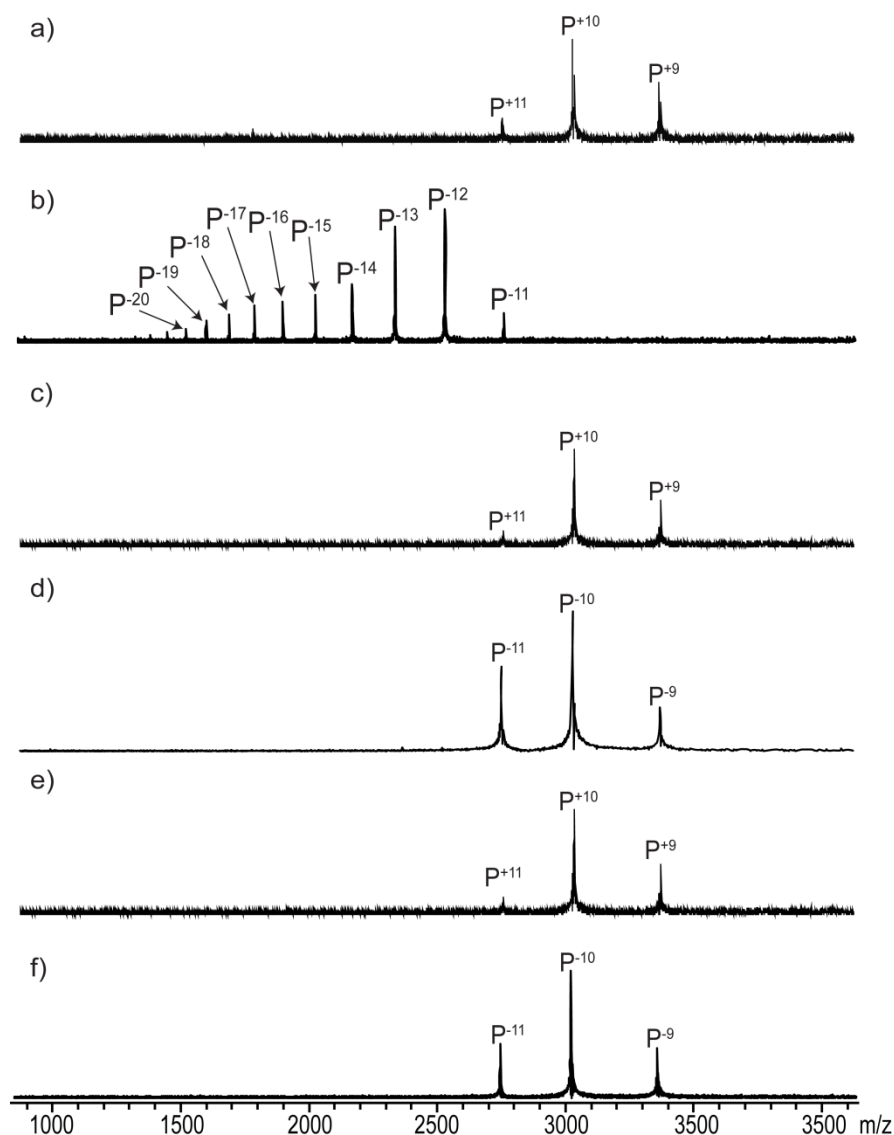 a)
P+11
P+10
P+9
b)
P-20
P-19
P-18
P-17
P-16
P-15
P-14
P-13
P-12
P-11
c)
P+11
P+10
P+9
d)
P-11
P-10
P-9
e)
P+11
P+10
P+9
f)
P-11
P-10
P-9
1000 1500 2000 2500 3000 3500 3500 m/z